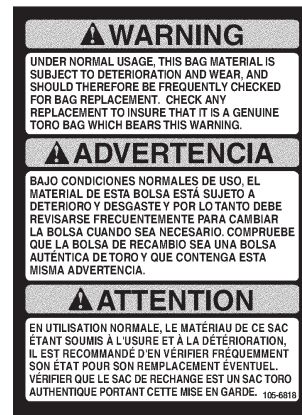 WARNING
UNDER NORMAL USAGE, THIS BAG MATERIAL IS
SUBJECT TO DETERIORATION AND WEAR, AND
SHOULD THEREFORE BE FREQUENTLY CHECKED
FOR BAG REPLACEMENT. CHECK ANY
REPLACEMENT TO INSURE THAT IT IS A GENUINE
TORO BAG WHICH BEARS THIS WARNING.
ADVERTENCIA
BAJO CONDICIONES NORMALES DE USO, EL
MATERIAL DE ESTA BOLSA ESTÁ SUJETO A
DETERIORO Y DESGASTE Y POR LO TANTO DEBE
REVISARSE FRECUENTEMENTE PARA CAMBIAR
LA BOLSA CUANDO SEA NECESARIO. COMPRUEBE
QUE LA BOLSA DE RECAMBIO SEA UNA BOLSA
AUTÉNTICA DE TORO Y QUE CONTENGA ESTA
MISMA ADVERTENCIA.
ATTENTION
EN UTILISATION NORMALE, LE MATÉRIAU DE CE SAC
ÉTANT SOUMIS À L'USURE ET À LA DÉTÉRIORATION,
IL EST RECOMMANDÉ D'EN VÉRIFIER FRÉQUEMMENT
SON ÉTAT POUR SON REMPLACEMENT ÉVENTUEL.
VÉRIFIER QUE LE SAC DE RECHANGE EST UN SAC TORO
AUTHENTIQUE PORTANT CETTE MISE EN GARDE. 105-6818